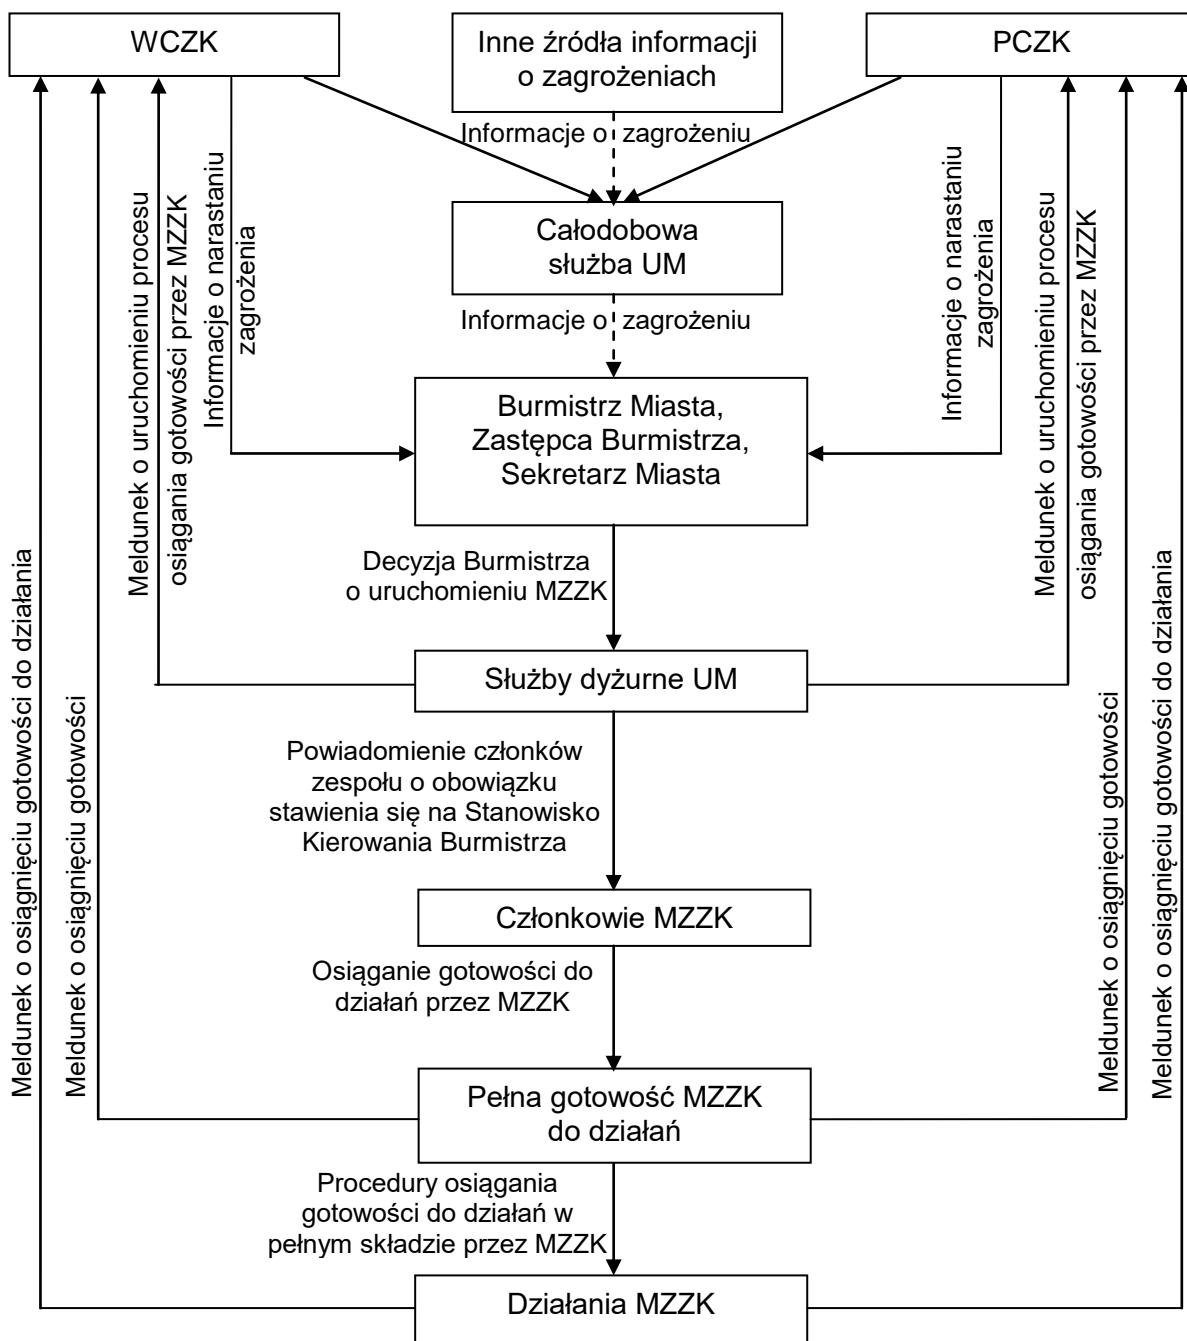 WCZK
Inne źródła informacji
o zagrożeniach
PCZK
Informacje o zagrożeniu
Całodobowa
służba UM
Informacje o zagrożeniu
Burmistrz Miasta,
Zastępca Burmistrza,
Sekretarz Miasta
Decyzja Burmistrza
o uruchomieniu MZZK
Służby dyżurne UM
Powiadomienie członków
zespołu o obowiązku
stawienia się na Stanowisko
Kierowania Burmistrza
Członkowie MZZK
Osiąganie gotowości do
działań przez MZZK
Pełna gotowość MZZK
do działań
Procedury osiągania
gotowości do działań w
pełnym składzie przez MZZK
Działania MZZK
Meldunek o osiągnięciu gotowości do działania
Meldunek o osiągnięciu gotowości
Meldunek o uruchomieniu procesu
osiągania gotowości przez MZZK
Informacje o narastaniu
zagrożenia
Informacje o narastaniu
zagrożenia
Meldunek o uruchomieniu procesu
osiągania gotowości przez MZZK
Meldunek o osiągnięciu gotowości
Meldunek o osiągnięciu gotowości do działania